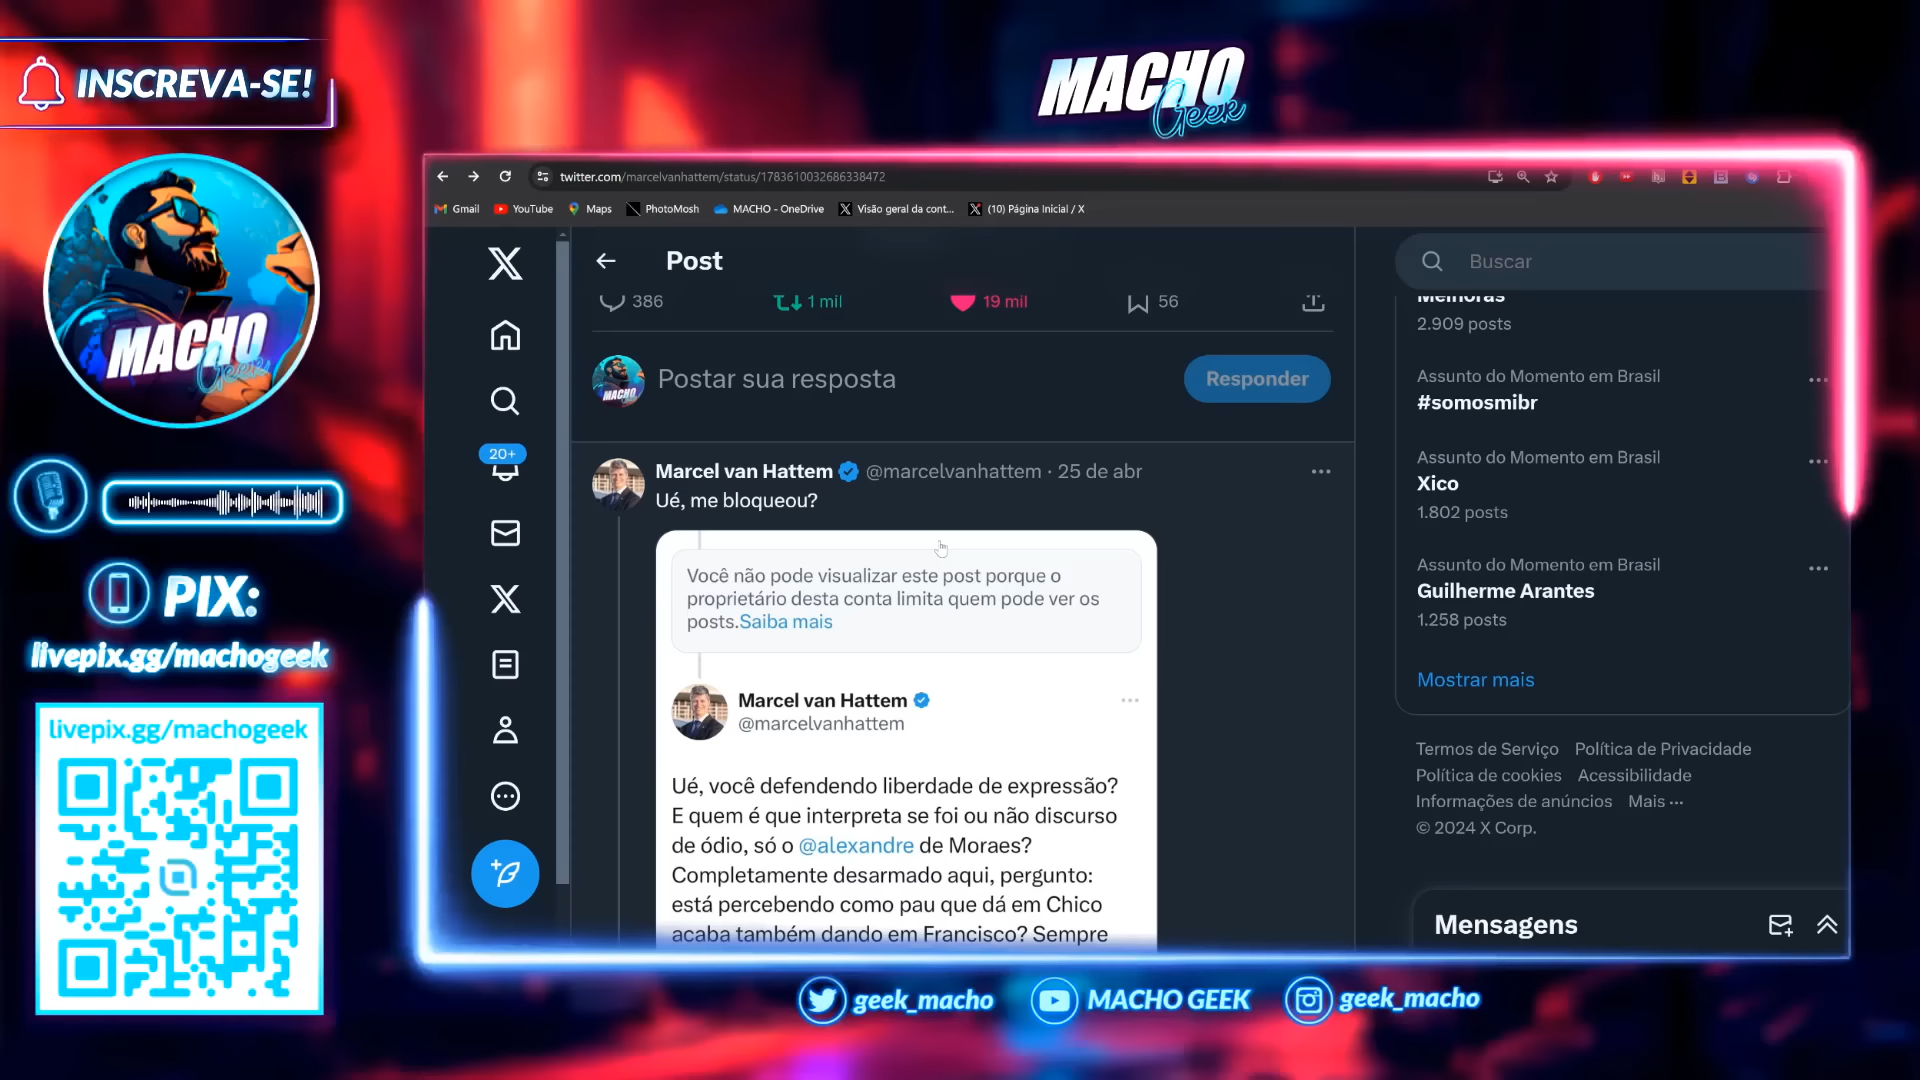 INSCREVA-SE!
MACHO
Geek
MACHO
Geek
PIX:
livepix.gg/machogeek
livepix.gg/machogeek
twitter.com/marcelvanhattem/status/1783610032686338472
Gmail
YouTube
Maps
PhotoMosh
MACHO - OneDrive
Visão geral da cont...
(10) Página Inicial / X
20+
Post
386
1 mil
19 mil
56
MACHO
Postar sua resposta
Responder
Marcel van Hattem @marcelvanhattem · 25 de abr
Ué, me bloqueou?
Você não pode visualizar este post porque o
proprietário desta conta limita quem pode ver os
posts.Saiba mais
Marcel van Hattem
@marcelvanhattem
Ué, você defendendo liberdade de expressão?
E quem é que interpreta se foi ou não discurso
de ódio, só o @alexandre de Moraes?
Completamente desarmado aqui, pergunto:
está percebendo como pau que dá em Chico
acaba também dando em Francisco? Sempre
Buscar
Melhoras
2.909 posts
Assunto do Momento em Brasil
#somosmibr
Assunto do Momento em Brasil
Xico
1.802 posts
Assunto do Momento em Brasil
Guilherme Arantes
1.258 posts
Mostrar mais
Termos de Serviço Política de Privacidade
Política de cookies Acessibilidade
Informações de anúncios Mais ···
© 2024 X Corp.
Mensagens
geek_macho
MACHO GEEK
geek_macho